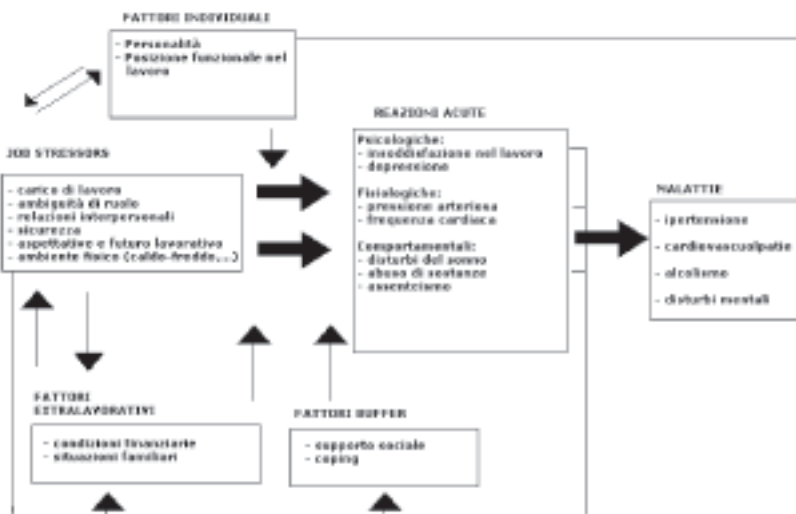 FATTORI INDIVIDUALI
- Personalità
- Posizione funzionale nel
lavoro
JOB STRESSORS
- carico di lavoro
- ambiguità di ruolo
- relazioni interpersonali
- sicurezza
- aspettative e futuro lavorativo
- ambiente fisico (caldo-freddo,...)
REAZIONI ACUTE
Psicologiche:
- insoddisfazione nel lavoro
- depressione
Fisiologiche:
- pressione arteriosa
- frequenza cardiaca
Comportamentali:
- disturbi del sonno
- abuso di sostanze
- assenteismo
MALATTIE
- ipertensione
- cardiovascuolpatie
- alcolismo
- disturbi mentali
FATTORI
EXTRALAVORATIVI
- condizioni finanziarie
- situazioni familiari
FATTORI BUFFER
- supporto sociale
- coping